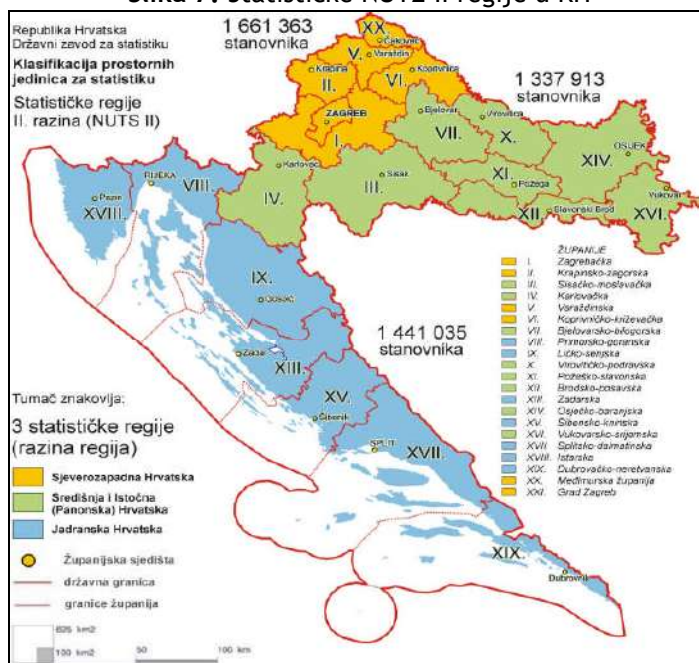 Slika 7: Statističke NUTS II regije u RH
Republika Hrvatska
Državni zavod za statistiku
Klasifikacija prostornih
jedinica za statistiku
Statističke regije
II. razina (NUTS II)
1 661 363
stanovnika
1 337 913
stanovnika
1 441 035
stanovnika
XX.
Čakovec
V.
Varaždin
Krapina
II.
VI.
Koprivnica
ZAGREB
I.
Bjelovar
VII.
Virovitica
X.
XIV.
OSIJEK
Karlovac
IV.
III.
Sisak
XI.
Požega
XII.
Slavonski Brod
Vukovar
XVI.
RIJEKA
VIII.
Pazin
XVIII.
IX.
Gospić
Zadar
XIII.
XV.
Šibenik
SPLIT
XVII.
XIX.
Dubrovnik
ŽUPANIJE
I. Zagrebačka
II. Krapinsko-zagorska
III. Sisačko-moslavačka
IV. Karlovačka
V. Varaždinska
VI. Koprivničko-križevačka
VII. Bjelovarsko-bilogorska
VIII. Primorsko-goranska
IX. Ličko-senjska
X. Virovitičko-podravska
XI. Požeško-slavonska
XII. Brodsko-posavska
XIII. Zadarska
XIV. Osječko-baranjska
XV. Šibensko-kninska
XVI. Vukovarsko-srijemska
XVII. Splitsko-dalmatinska
XVIII. Istarska
XIX. Dubrovačko-neretvanska
XX. Međimurska županija
XXI. Grad Zagreb
Tumač znakovlja:
3 statističke regije
(razina regija)
Sjeverozapadna Hrvatska
Središnja i Istočna
(Panonska) Hrvatska
Jadranska Hrvatska
Županijska sjedišta
državna granica
granice županija
625 km2
100 km2
50
100 km